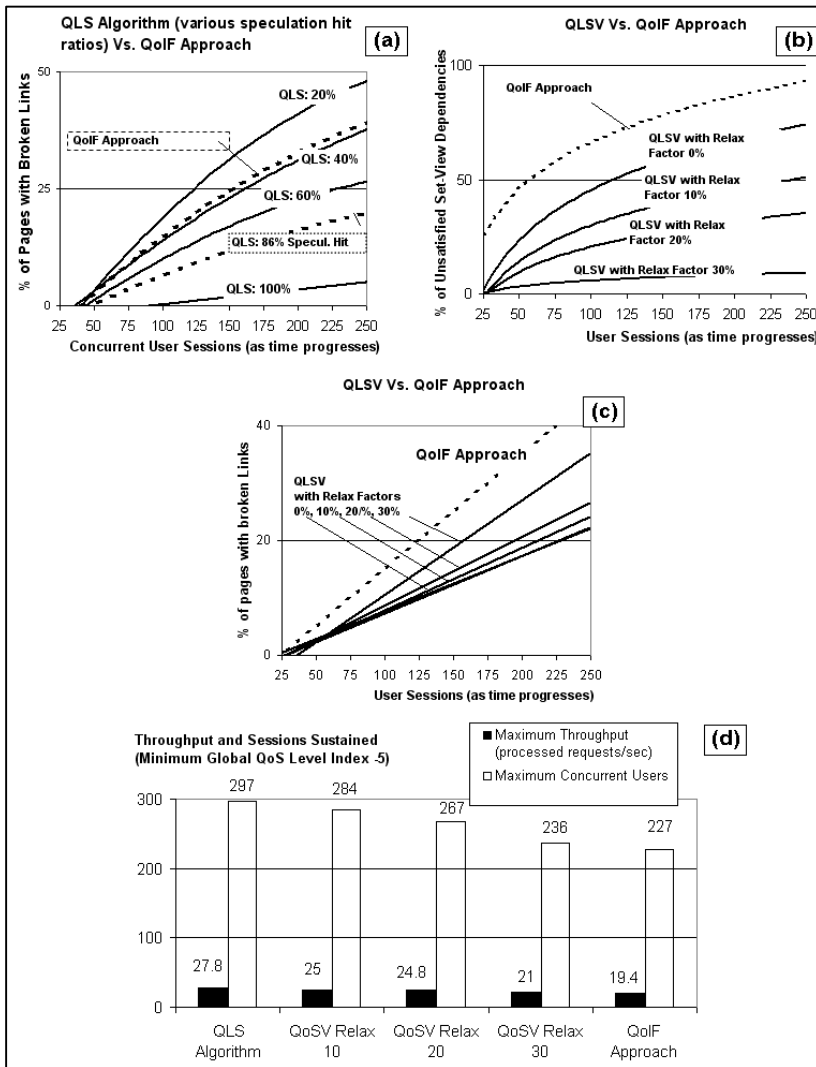 QLS Algorithm (various speculation hit
ratios) Vs. QoIF Approach
(a)
% of Pages with Broken Links
50
25
0
QLS: 20%
QoIF Approach
QLS: 40%
QLS: 60%
QLS: 86% Specul. Hit
QLS: 100%
25 50 75 100 125 150 175 200 225 250
Concurrent User Sessions (as time progresses)
QLSV Vs. QoIF Approach
(b)
% of Unsatisfied Set-View Dependencies
100
50
0
QoIF Approach
QLSV with Relax
Factor 0%
QLSV with Relax
Factor 10%
QLSV with Relax
Factor 20%
QLSV with Relax Factor 30%
25 50 75 100 125 150 175 200 225 250
User Sessions (as time progresses)
QLSV Vs. QoIF Approach
(c)
% of pages with broken Links
40
20
0
QoIF Approach
QLSV
with Relax Factors
0%, 10%, 20/%, 30%
25 50 75 100 125 150 175 200 225 250
User Sessions (as time progresses)
Throughput and Sessions Sustained
(Minimum Global QoS Level Index -5)
(d)
Maximum Throughput
(processed requests/sec)
Maximum Concurrent Users
300
200
100
0
297
284
267
236
227
27.8
25
24.8
21
19.4
QLS
Algorithm
QoSV Relax
10
QoSV Relax
20
QoSV Relax
30
QoIF
Approach